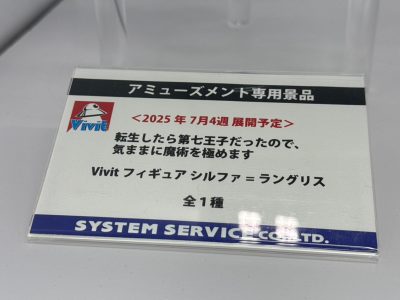 アミューズメント専用景品
Vivit
＜2025年 7月4週 展開予定＞
転生したら第七王子だったので、
気ままに魔術を極めます
Vivit フィギュア シルファ＝ラングリス
全1種
SYSTEM SERVICE CO.,LTD.